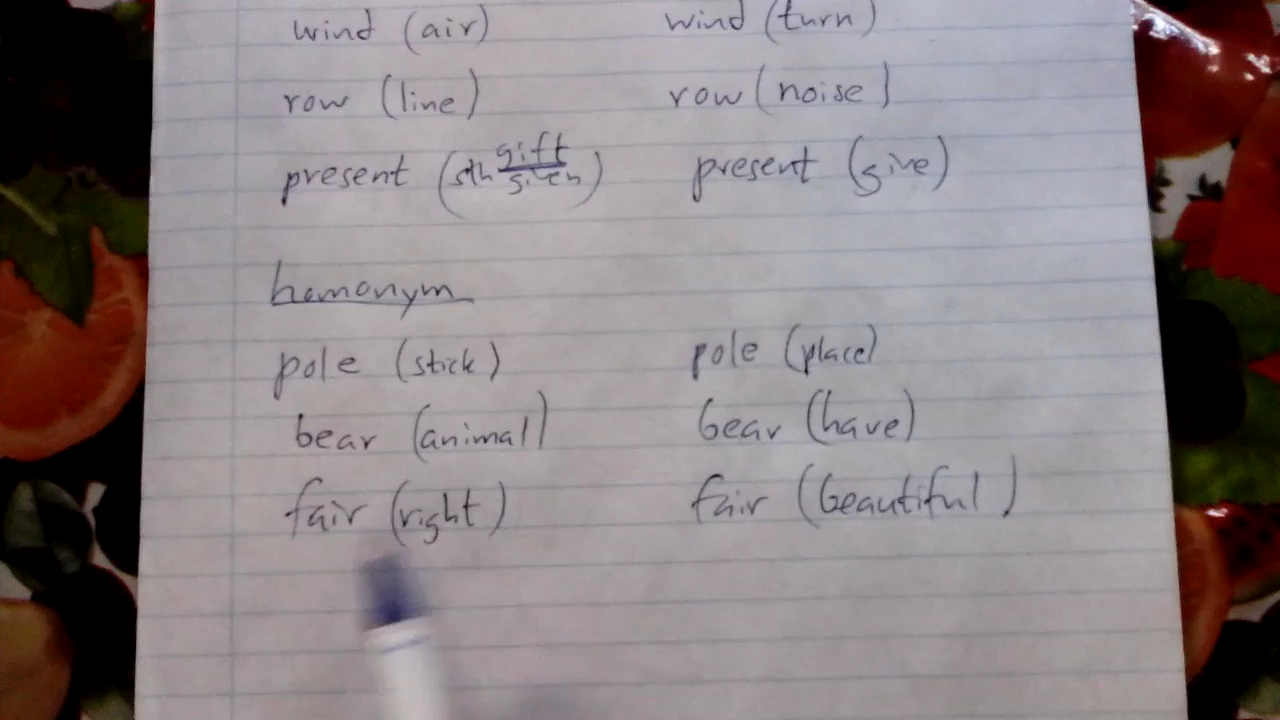 wind (air) wind (turn)
row (line) row (noise)
present (sth gift given) present (give)
homonym
pole (stick) pole (place)
bear (animal) bear (have)
fair (right) fair (beautiful)